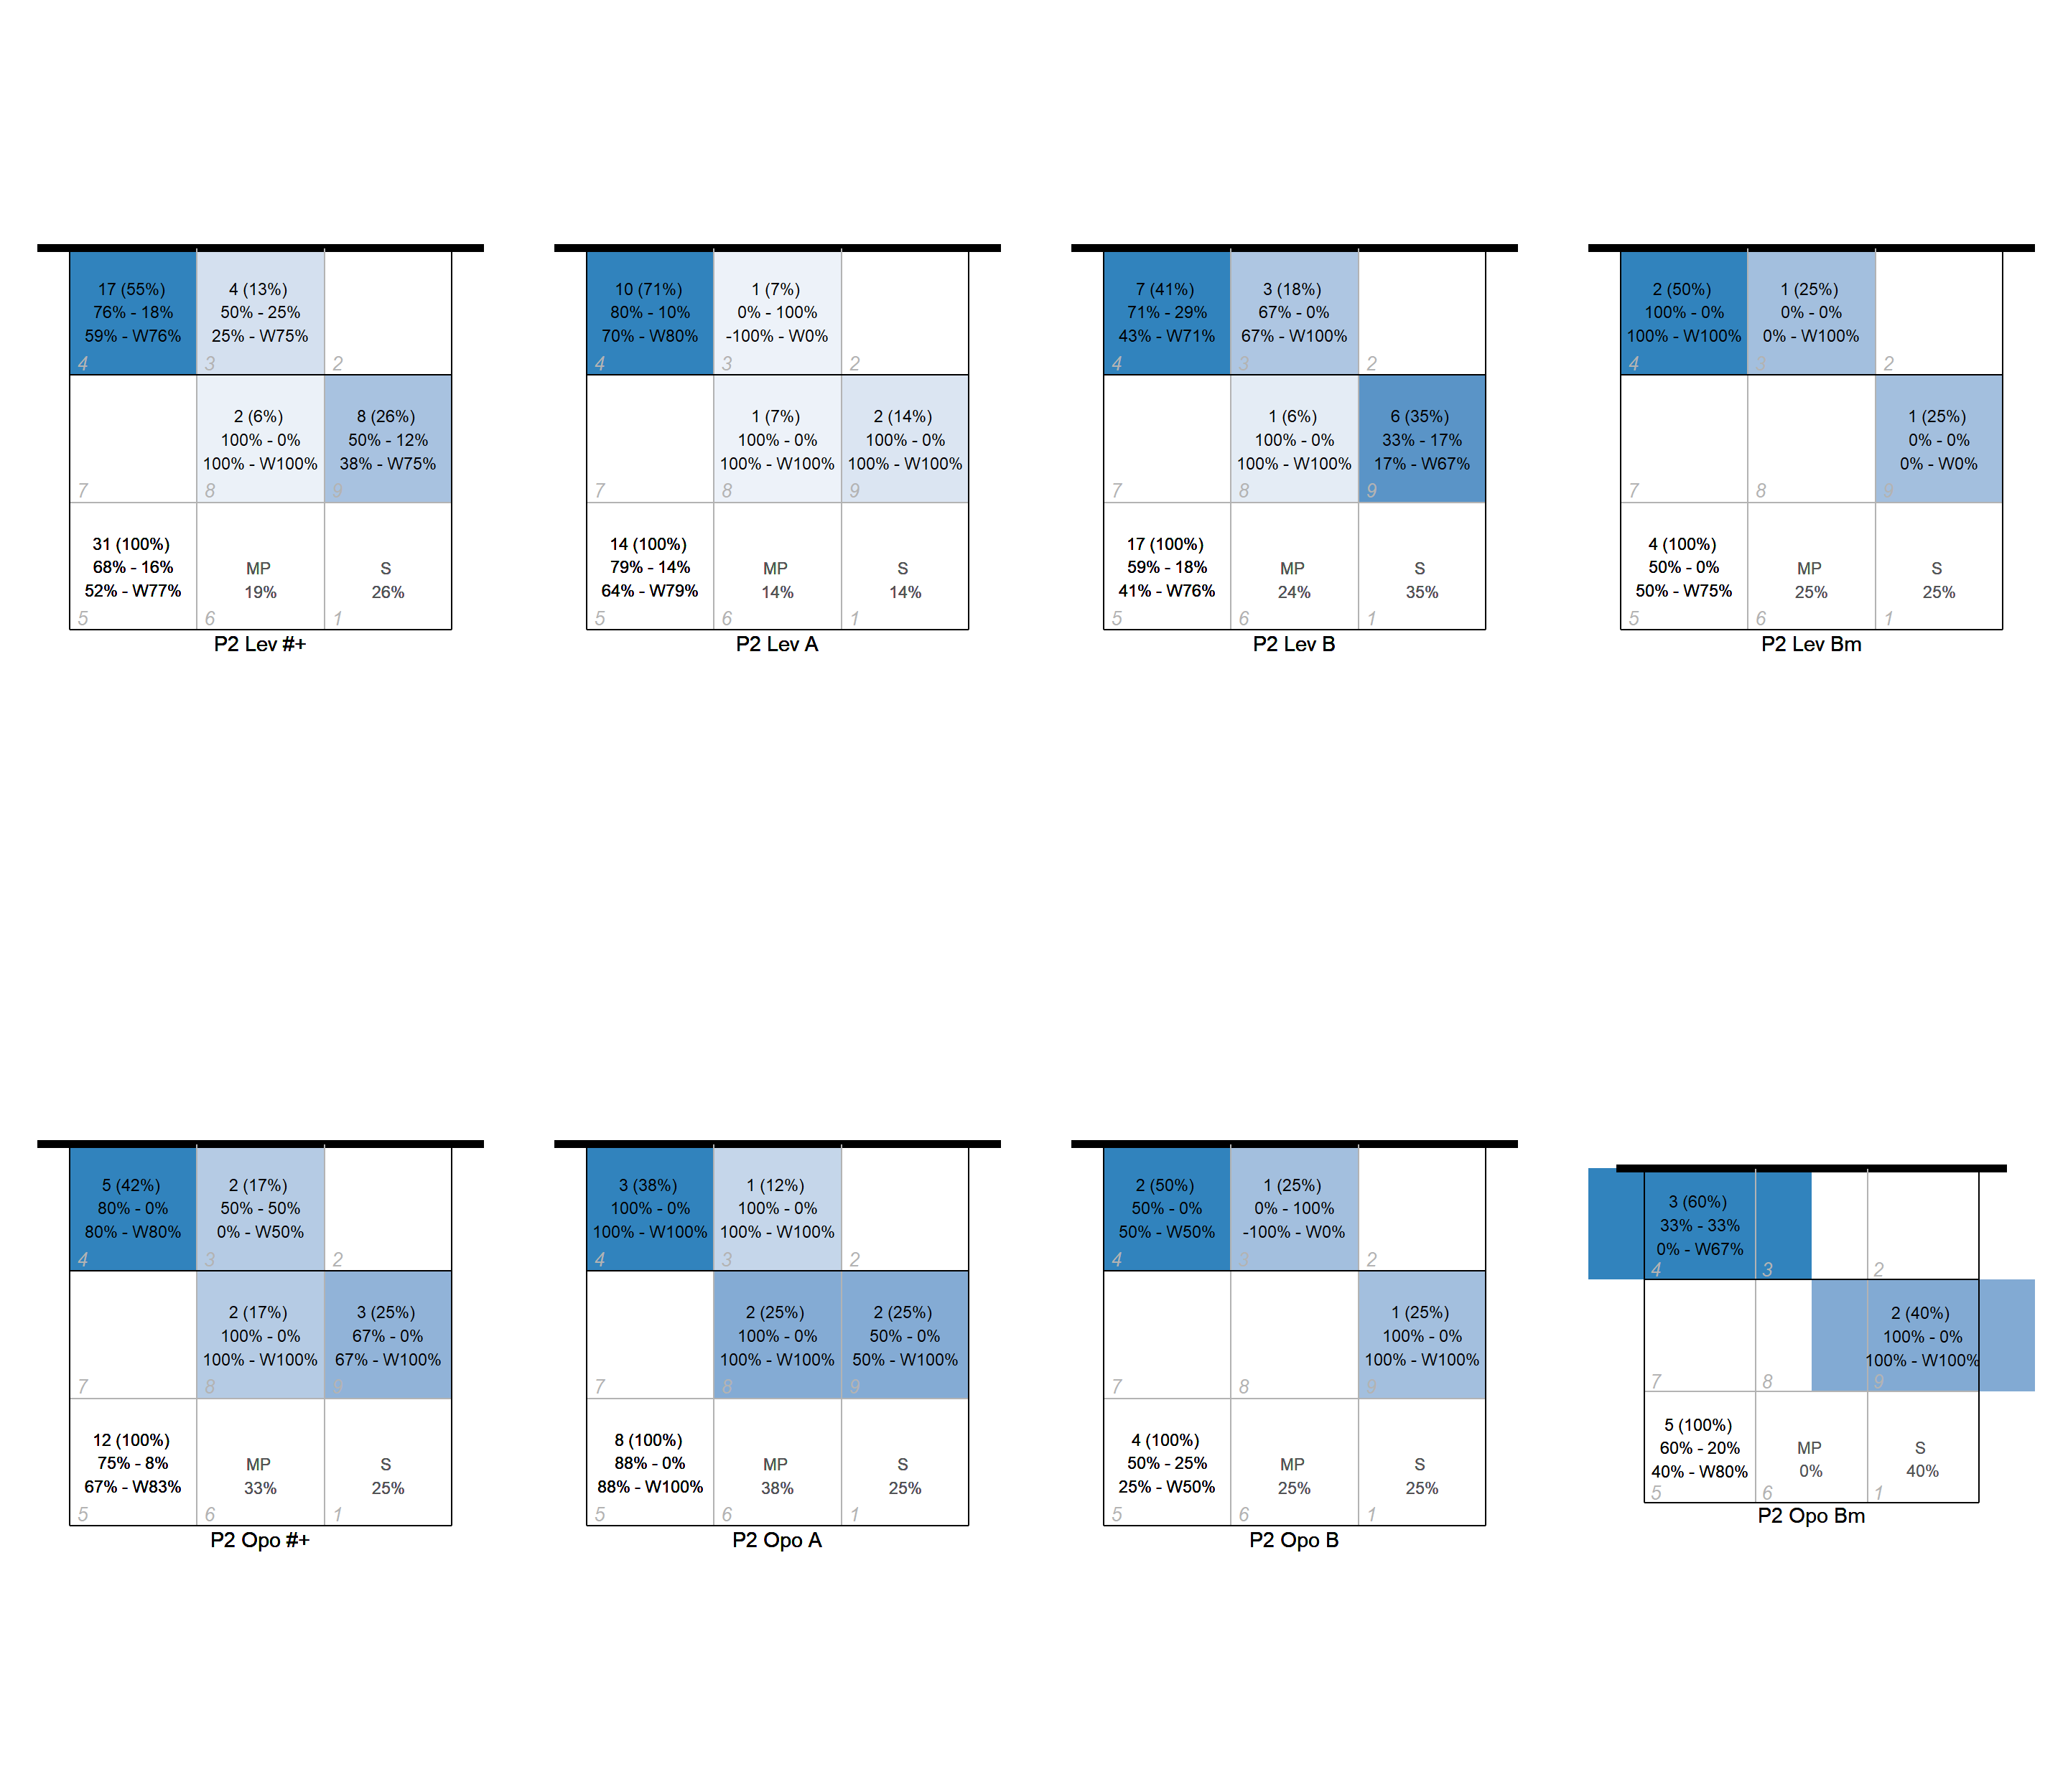 17 (55%)
76% - 18%
59% - W76%
4
4 (13%)
50% - 25%
25% - W75%
3
2
7
2 (6%)
100% - 0%
100% - W100%
8
8 (26%)
50% - 12%
38% - W75%
9
31 (100%)
68% - 16%
52% - W77%
5
MP
19%
6
S
26%
1
P2 Lev #+
10 (71%)
80% - 10%
70% - W80%
4
1 (7%)
0% - 100%
-100% - W0%
3
2
7
1 (7%)
100% - 0%
100% - W100%
8
2 (14%)
100% - 0%
100% - W100%
9
14 (100%)
79% - 14%
64% - W79%
5
MP
14%
6
S
14%
1
P2 Lev A
7 (41%)
71% - 29%
43% - W71%
4
3 (18%)
67% - 0%
67% - W100%
3
2
7
1 (6%)
100% - 0%
100% - W100%
8
6 (35%)
33% - 17%
17% - W67%
9
17 (100%)
59% - 18%
41% - W76%
5
MP
24%
6
S
35%
1
P2 Lev B
2 (50%)
100% - 0%
100% - W100%
4
1 (25%)
0% - 0%
0% - W100%
3
2
7
8
1 (25%)
0% - 0%
0% - W0%
9
4 (100%)
50% - 0%
50% - W75%
5
MP
25%
6
S
25%
1
P2 Lev Bm
5 (42%)
80% - 0%
80% - W80%
4
2 (17%)
50% - 50%
0% - W50%
3
2
7
2 (17%)
100% - 0%
100% - W100%
8
3 (25%)
67% - 0%
67% - W100%
9
12 (100%)
75% - 8%
67% - W83%
5
MP
33%
6
S
25%
1
P2 Opo #+
3 (38%)
100% - 0%
100% - W100%
4
1 (12%)
100% - 0%
100% - W100%
3
2
7
2 (25%)
100% - 0%
100% - W100%
8
2 (25%)
50% - 0%
50% - W100%
9
8 (100%)
88% - 0%
88% - W100%
5
MP
38%
6
S
25%
1
P2 Opo A
2 (50%)
50% - 0%
50% - W50%
4
1 (25%)
0% - 100%
-100% - W0%
3
2
7
8
1 (25%)
100% - 0%
100% - W100%
9
4 (100%)
50% - 25%
25% - W50%
5
MP
25%
6
S
25%
1
P2 Opo B
3 (60%)
33% - 33%
0% - W67%
4
3
2
7
8
2 (40%)
100% - 0%
100% - W100%
9
5 (100%)
60% - 20%
40% - W80%
5
MP
0%
6
S
40%
1
P2 Opo Bm